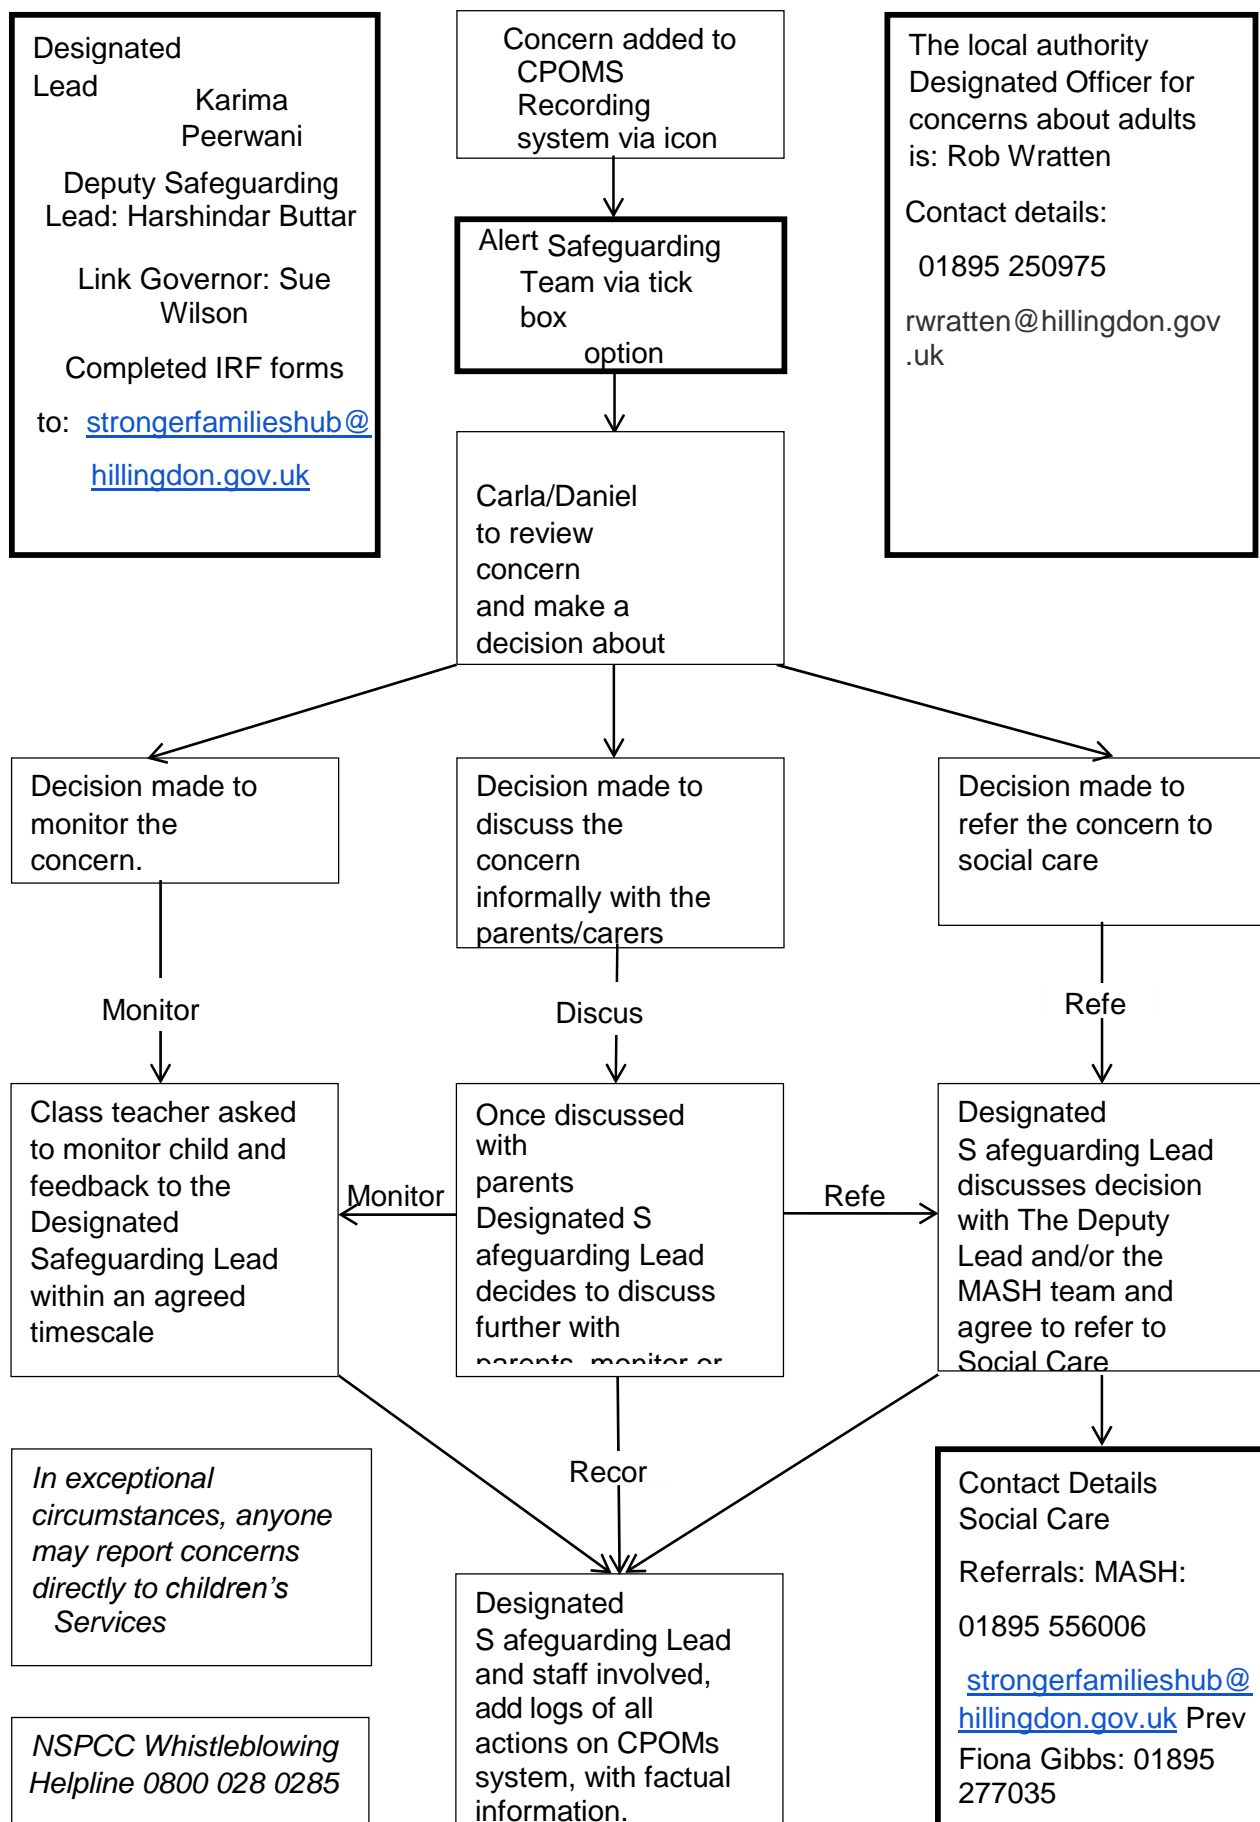 Designated
Lead
Karima
Peerwani
Deputy Safeguarding
Lead: Harshindar Buttar
Link Governor: Sue
Wilson
Completed IRF forms
to: strongerfamilieshub@
hillingdon.gov.uk
Concern added to
CPOMS
Recording
system via icon
The local authority
Designated Officer for
concerns about adults
is: Rob Wratten
Contact details:
01895 250975
rwratten@hillingdon.gov
.uk
Alert Safeguarding
Team via tick
box
option
Carla/Daniel
to review
concern
and make a
decision about
Decision made to
monitor the
concern.
Decision made to
discuss the
concern
informally with the
parents/carers
Decision made to
refer the concern to
social care
Monitor
Discus
Refe
Class teacher asked
to monitor child and
feedback to the
Designated
Safeguarding Lead
within an agreed
timescale
Monitor
Once discussed
with
parents
Designated S
afeguarding Lead
decides to discuss
further with
parents, monitor or
Refe
Designated
S afeguarding Lead
discusses decision
with The Deputy
Lead and/or the
MASH team and
agree to refer to
Social Care
In exceptional
circumstances, anyone
may report concerns
directly to children’s
Services
Recor
Contact Details
Social Care
Referrals: MASH:
01895 556006
strongerfamilieshub@
hillingdon.gov.uk Prev
Fiona Gibbs: 01895
277035
NSPCC Whistleblowing
Helpline 0800 028 0285
Designated
S afeguarding Lead
and staff involved,
add logs of all
actions on CPOMs
system, with factual
information.